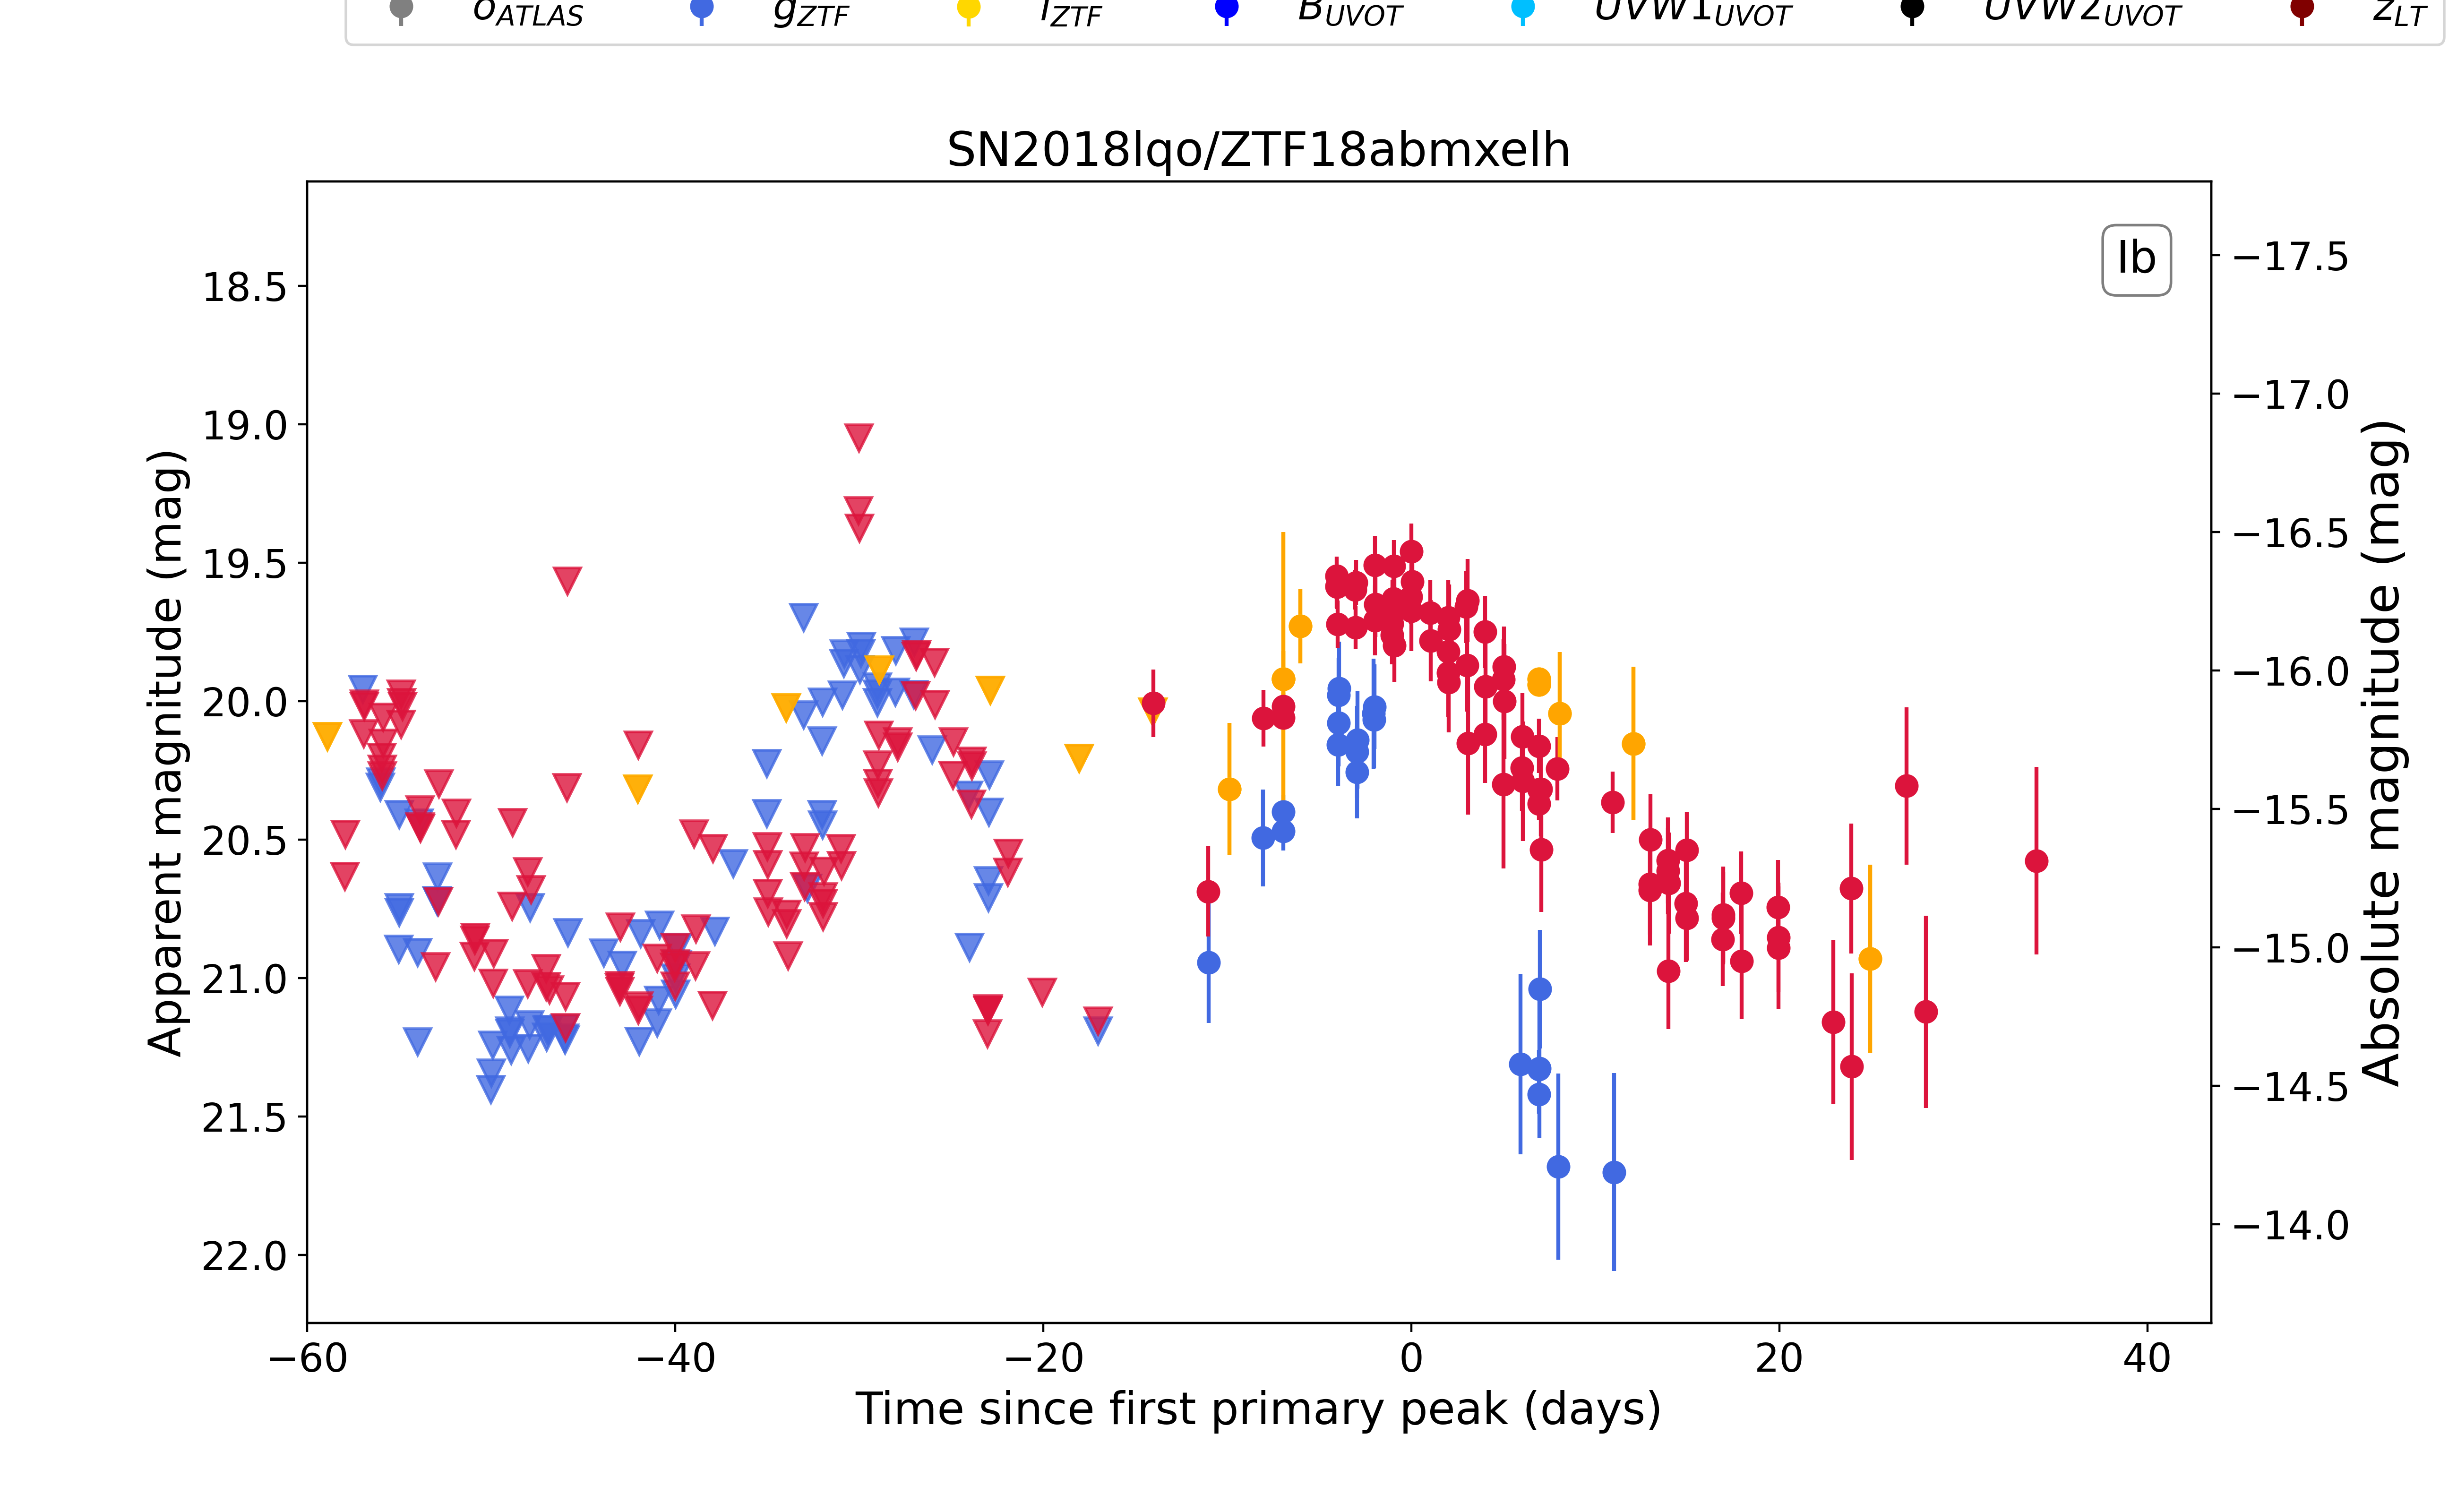 o_ATLAS g_ZTF i_ZTF B_UVOT UVW1_UVOT UVW2_UVOT z_LT
SN2018lqo/ZTF18abmxelh
Ib
18.5
19.0
19.5
20.0
20.5
21.0
21.5
22.0
Apparent magnitude (mag)
−17.5
−17.0
−16.5
−16.0
−15.5
−15.0
−14.5
−14.0
Absolute magnitude (mag)
−60 −40 −20 0 20 40
Time since first primary peak (days)